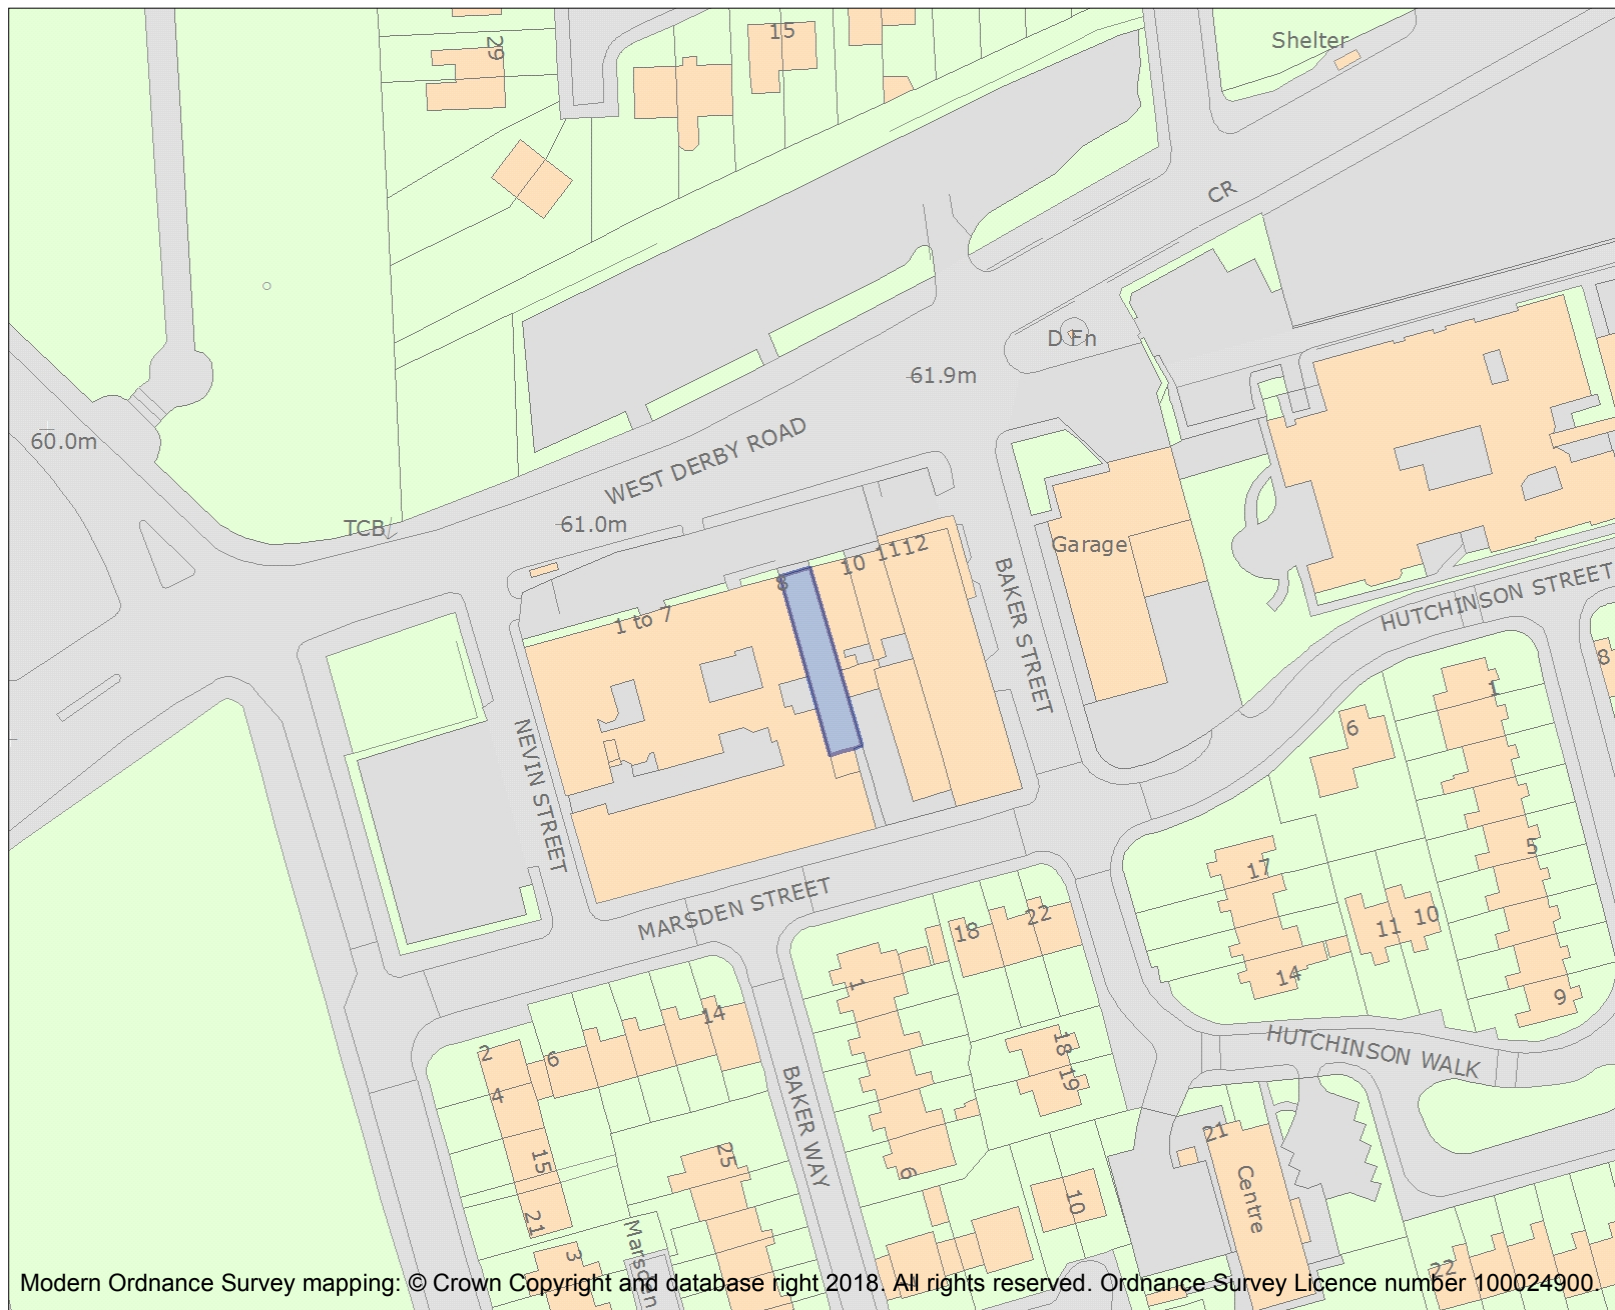 29
15
Shelter
CR
D Fn
61.9m
60.0m
WEST DERBY ROAD
TCB
61.0m
Garage
10
11
12
8
1 to 7
BAKER STREET
HUTCHINSON STREET
8
1
6
NEVIN STREET
5
17
MARSDEN STREET
22
18
11
10
14
1
9
14
2
6
4
HUTCHINSON WALK
18
19
BAKER WAY
21
15
25
6
10
Centre
21
3
Marsden
22
Modern Ordnance Survey mapping: © Crown Copyright and database right 2018. All rights reserved. Ordnance Survey Licence number 100024900.